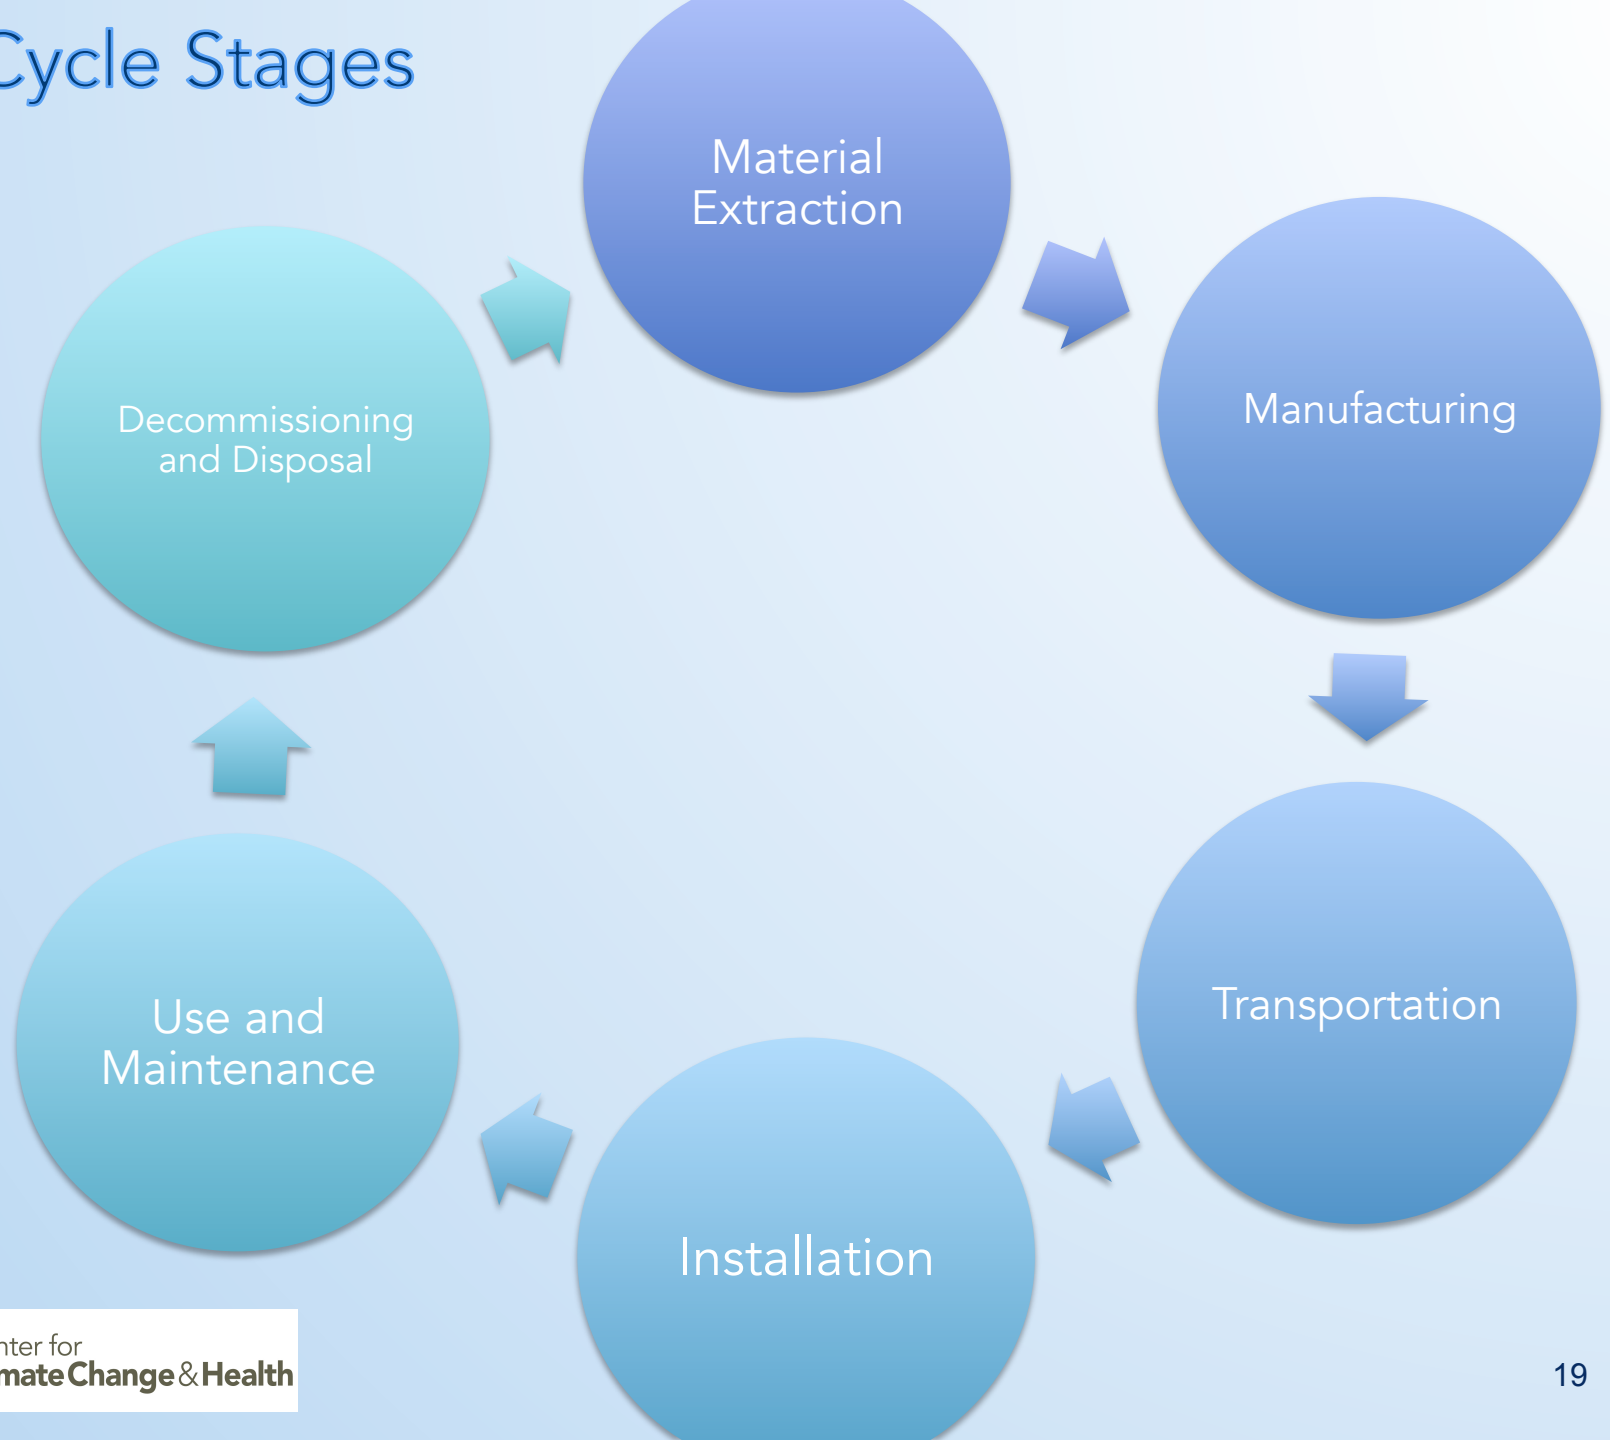 Cycle Stages
Material
Extraction
Manufacturing
Transportation
Installation
Use and
Maintenance
Decommissioning
and Disposal
nter for
mate Change & Health
19